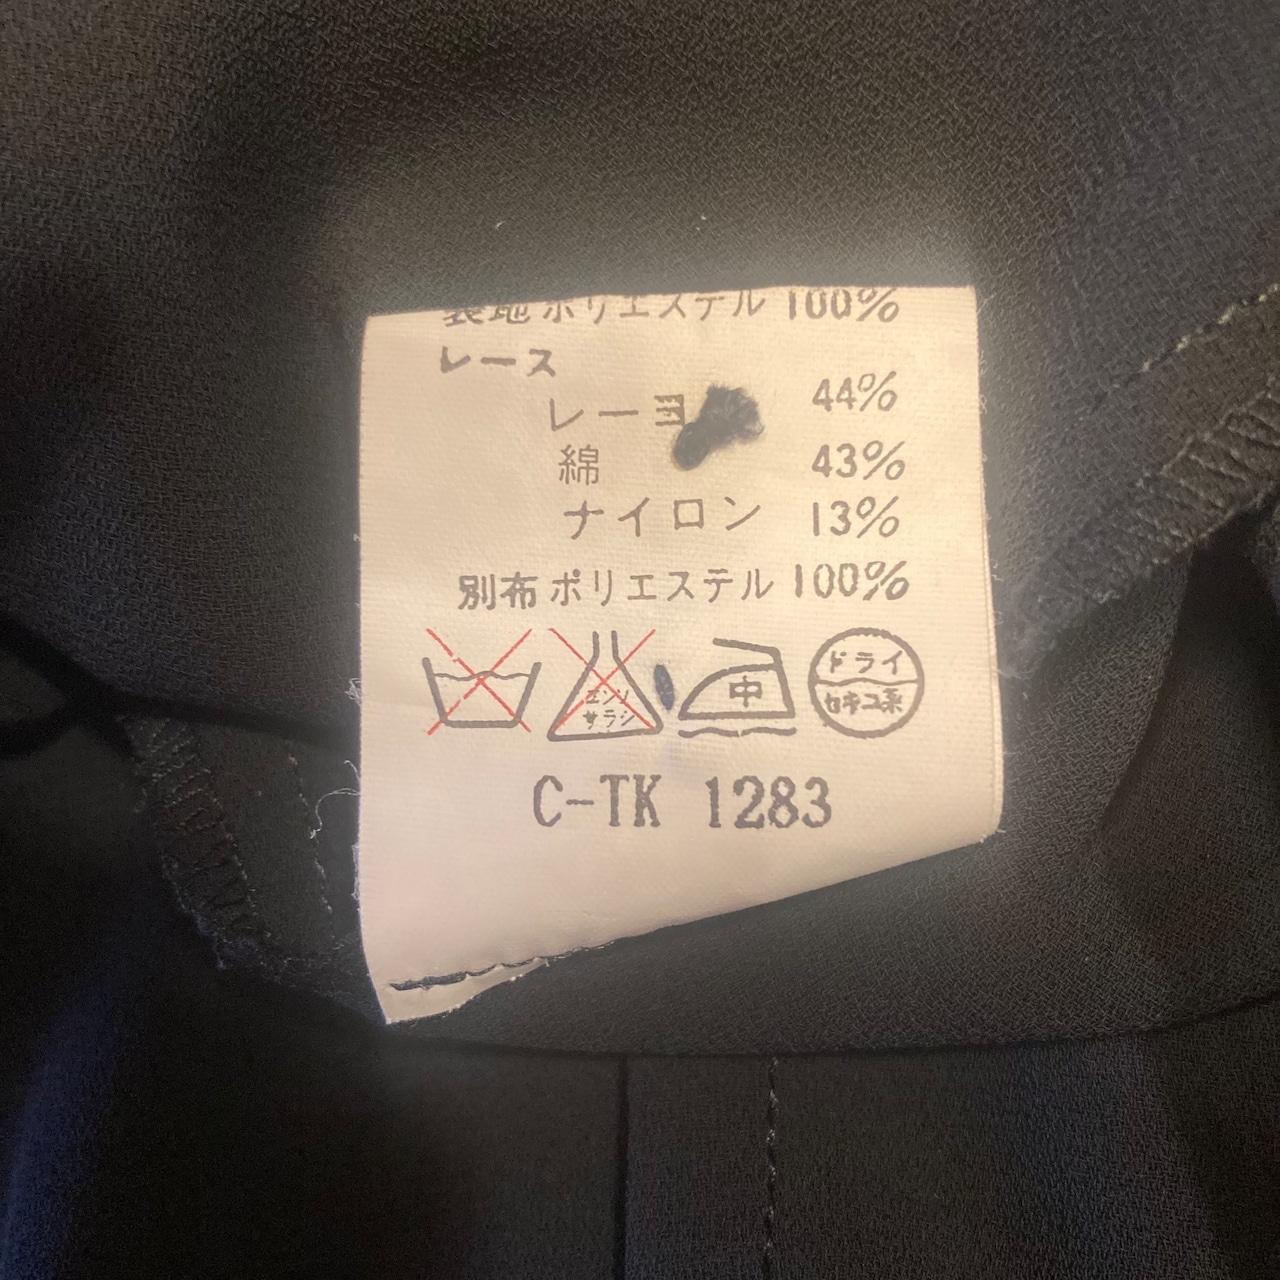 表地 ポリエステル 100%
レース
レーヨ 44%
綿 43%
ナイロン 13%
別布 ポリエステル 100%
エンソ
サラシ
中
ドライ
セキユ系
C-TK 1283